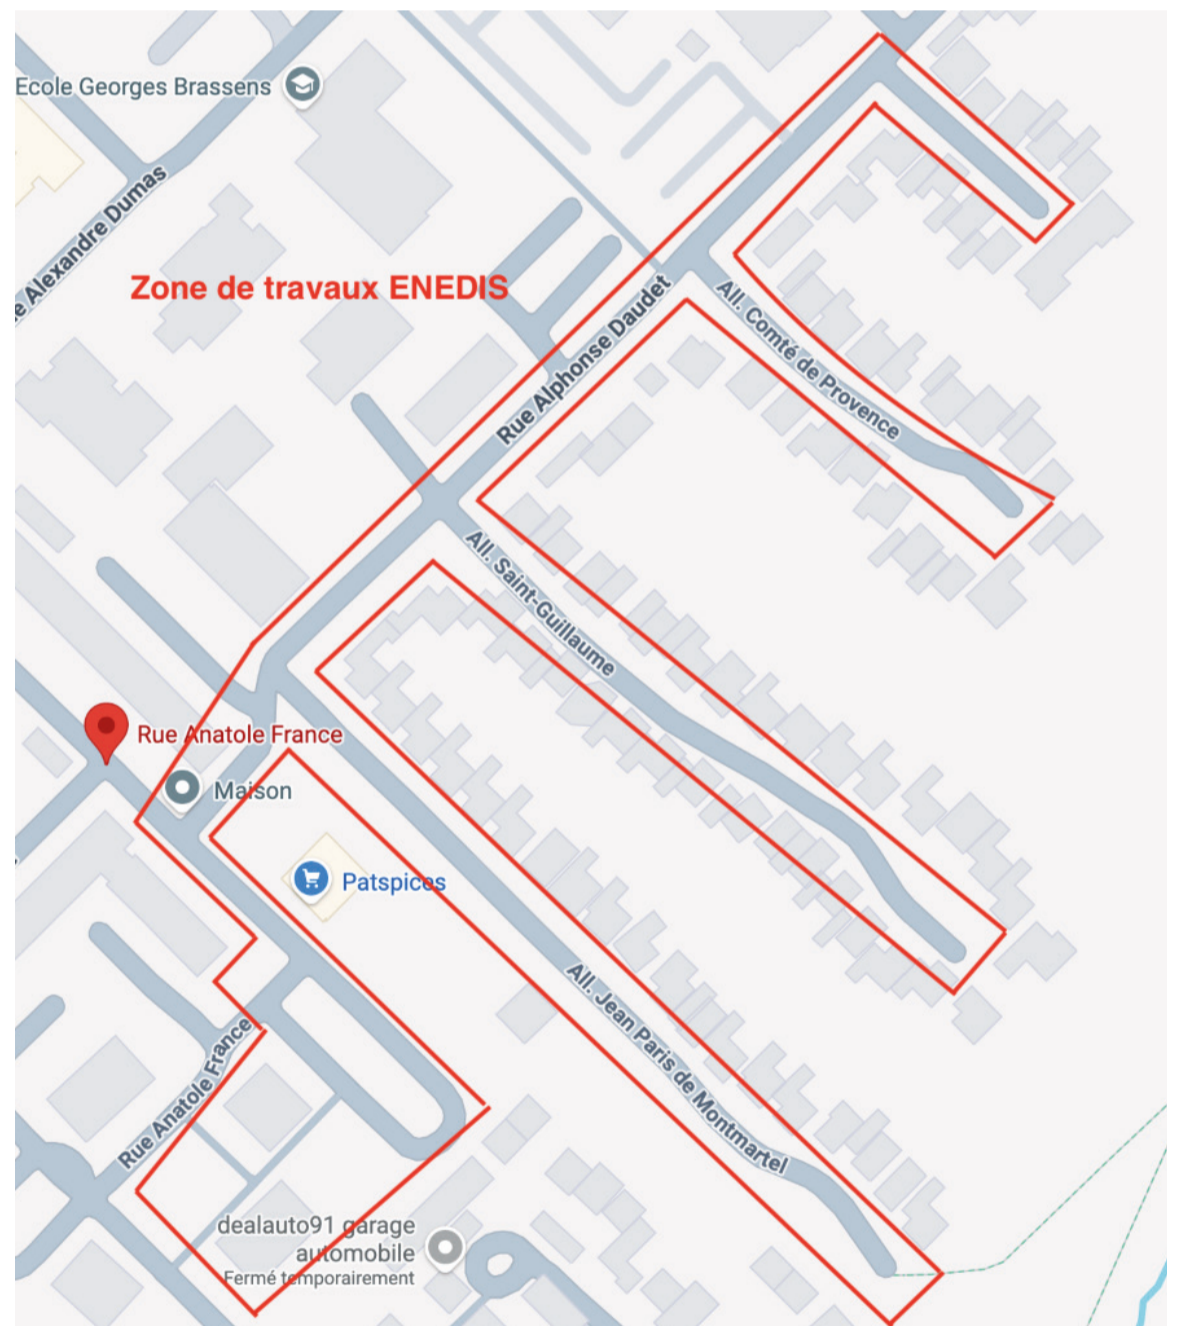 Ecole Georges Brassens
e Alexandre Dumas
Zone de travaux ENEDIS
Rue Alphonse Daudet
All. Comté de Provence
All. Saint-Guillaume
Rue Anatole France
Maison
Patspices
All. Jean Paris de Montmartel
Rue Anatole France
dealauto91 garage
automobile
Fermé temporairement